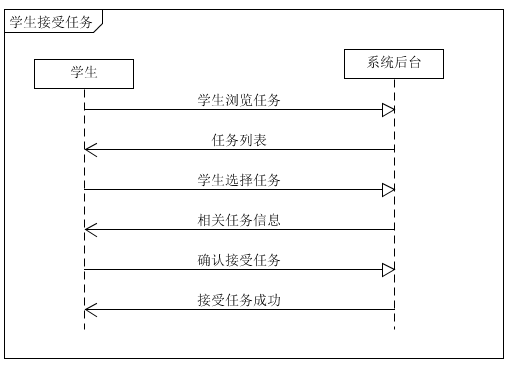 学生接受任务
学生
系统后台
学生浏览任务
任务列表
学生选择任务
相关任务信息
确认接受任务
接受任务成功